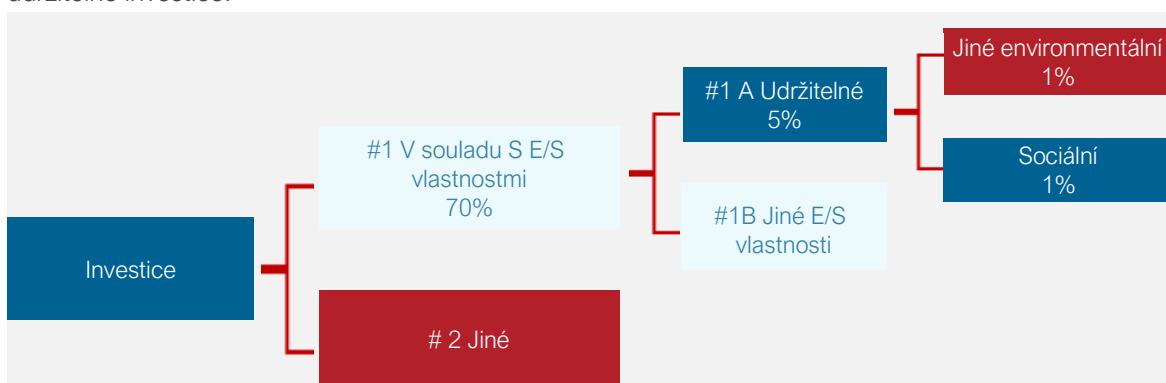 Jiné environmentální
1%
#1 A Udržitelné
5%
#1 V souladu S E/S
vlastnostmi
70%
Sociální
1%
#1B Jiné E/S
vlastnosti
Investice
# 2 Jiné